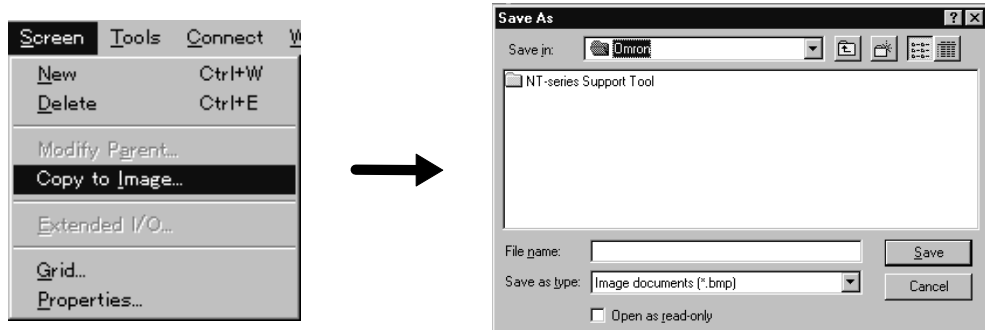 Screen Tools Connect
New Ctrl+W
Delete Ctrl+E
Modify Parent...
Copy to Image...
Extended I/O...
Grid...
Properties...
Save As
Save in: Omron
NT-series Support Tool
File name: Save
Save as type: Image documents (*.bmp) Cancel
Open as read-only